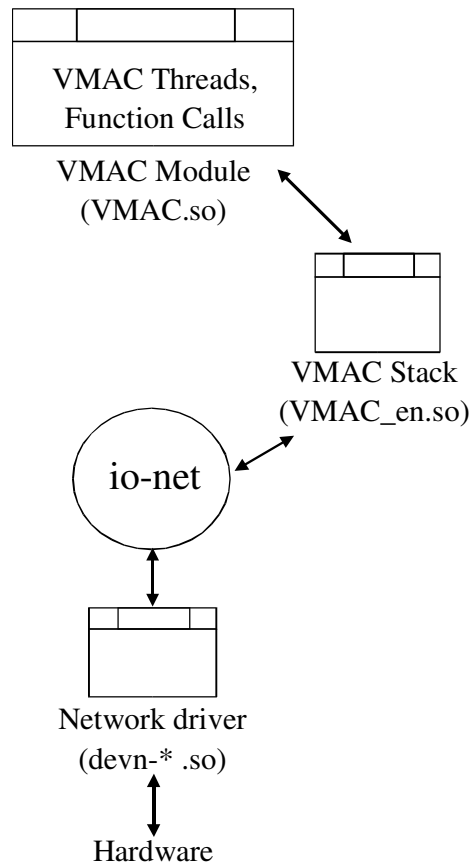 VMAC Threads,
Function Calls
VMAC Module
(VMAC.so)
VMAC Stack
(VMAC_en.so)
io-net
Network driver
(devn-* .so)
Hardware